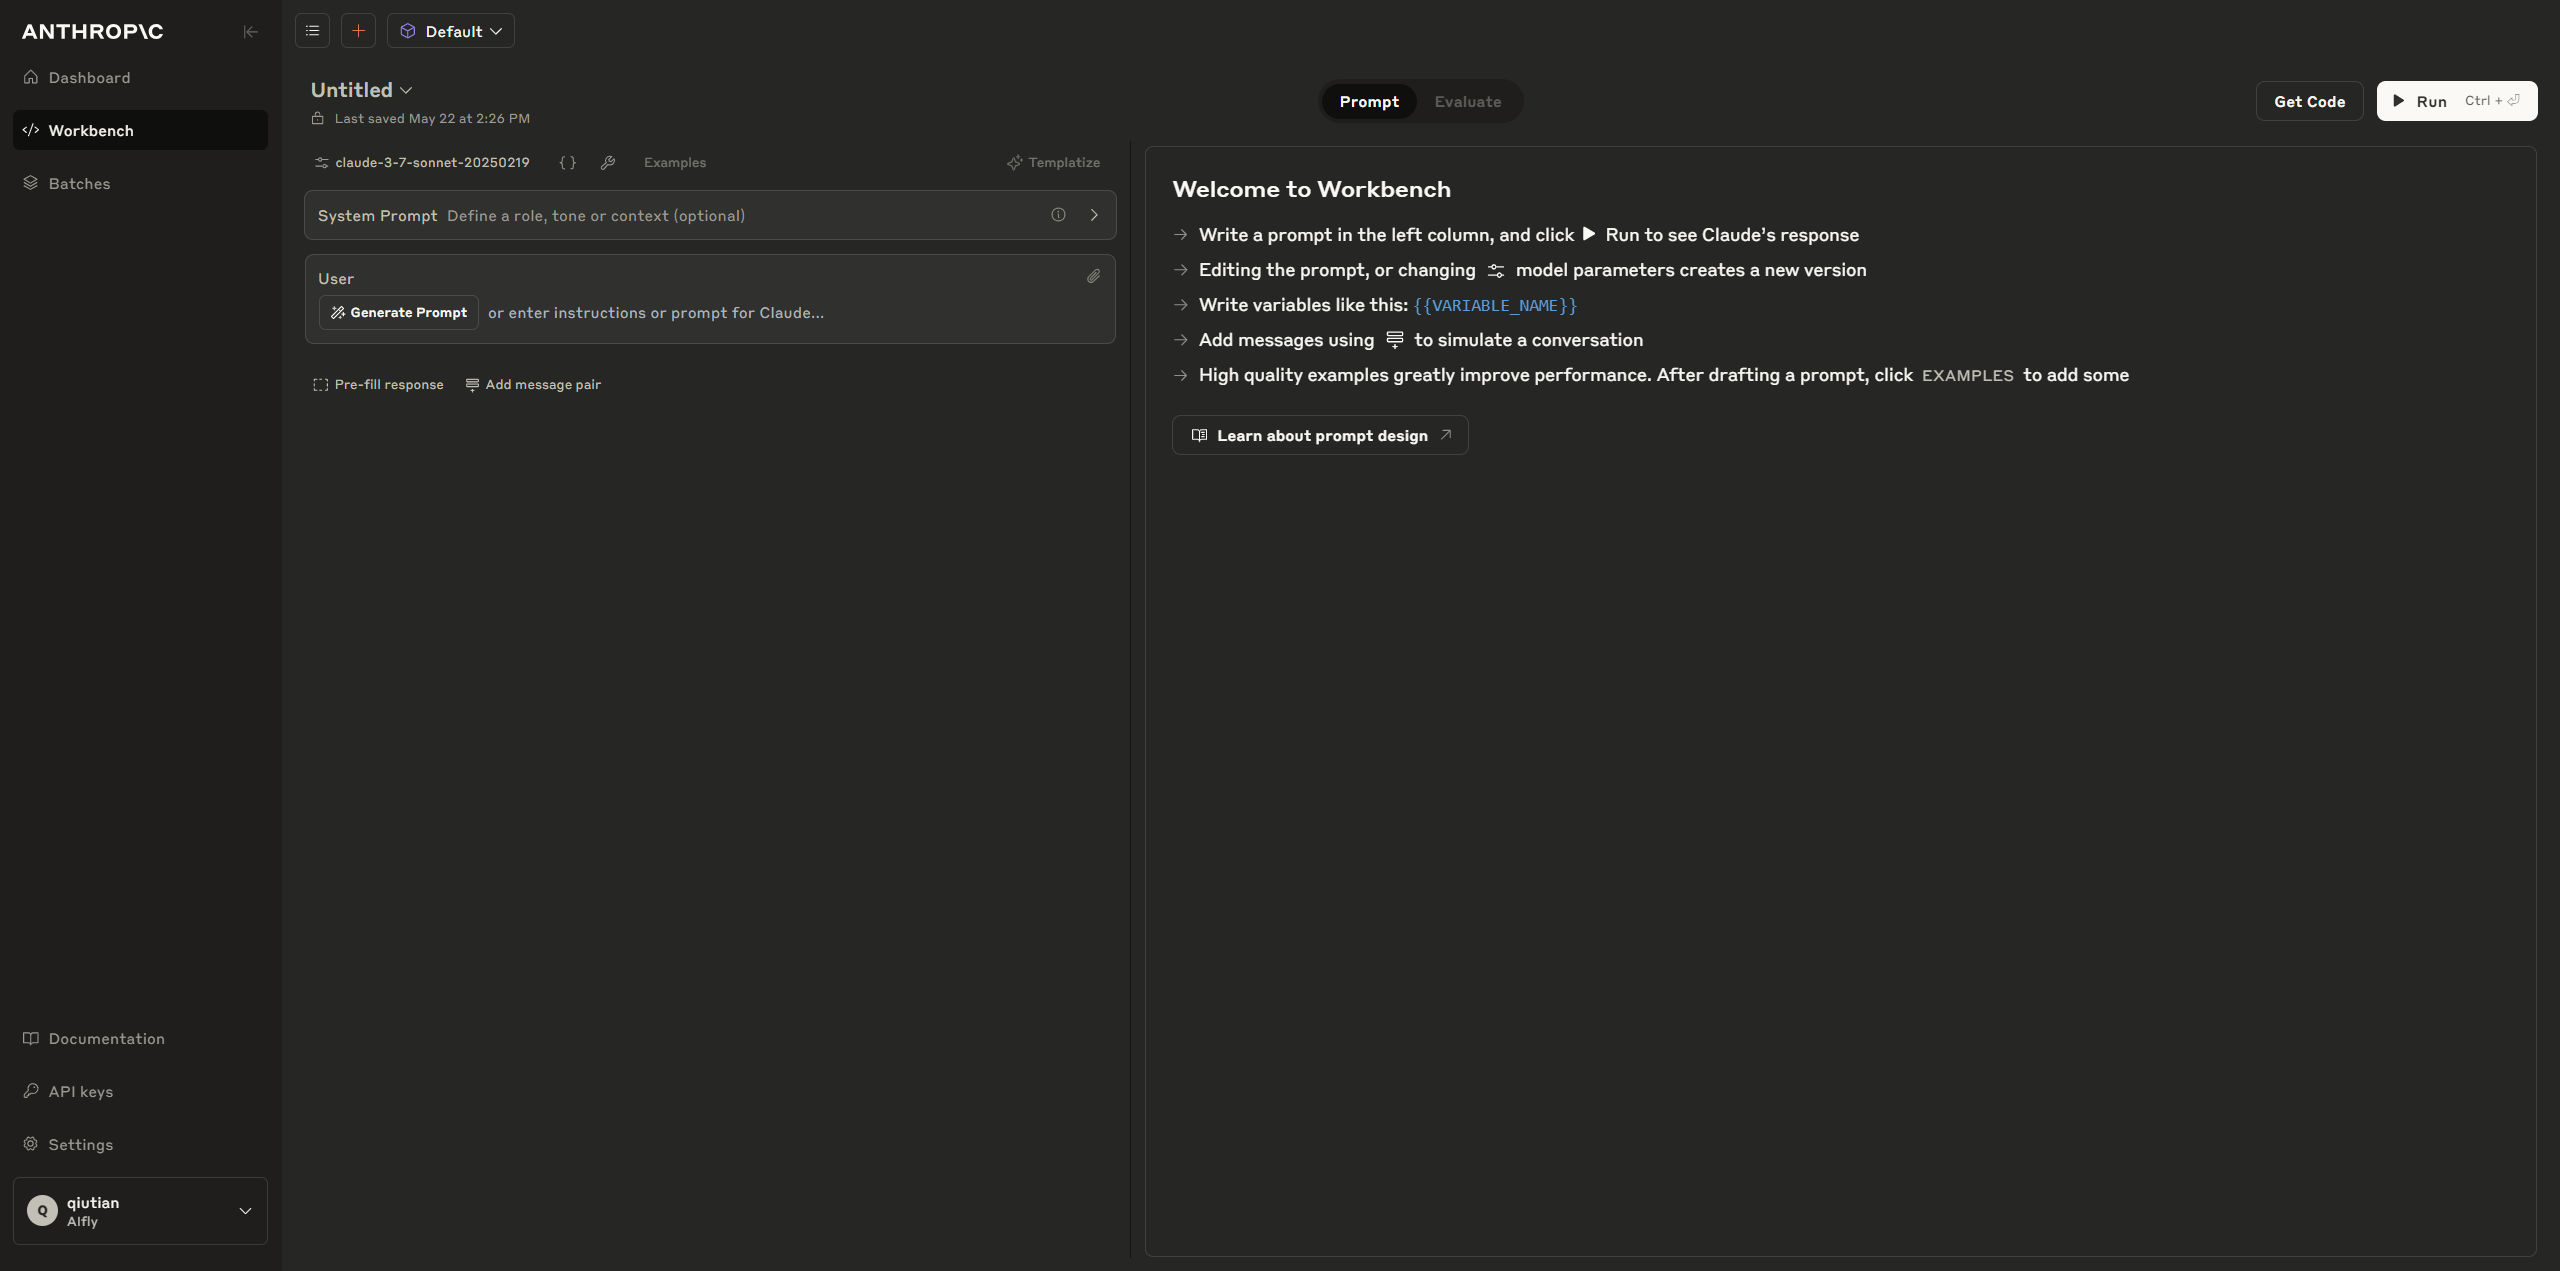 ANTHROP\C
Dashboard
Workbench
Batches
Documentation
API keys
Settings
Q
qiutian
Alfly
Default
Untitled
Last saved May 22 at 2:26 PM
Prompt
Evaluate
Get Code
Run Ctrl + ⏎
claude-3-7-sonnet-20250219
{ }
Examples
Templatize
System Prompt Define a role, tone or context (optional)
User
Generate Prompt or enter instructions or prompt for Claude...
Pre-fill response
Add message pair
Welcome to Workbench
→ Write a prompt in the left column, and click ▶ Run to see Claude's response
→ Editing the prompt, or changing model parameters creates a new version
→ Write variables like this: {{VARIABLE_NAME}}
→ Add messages using to simulate a conversation
→ High quality examples greatly improve performance. After drafting a prompt, click EXAMPLES to add some
Learn about prompt design